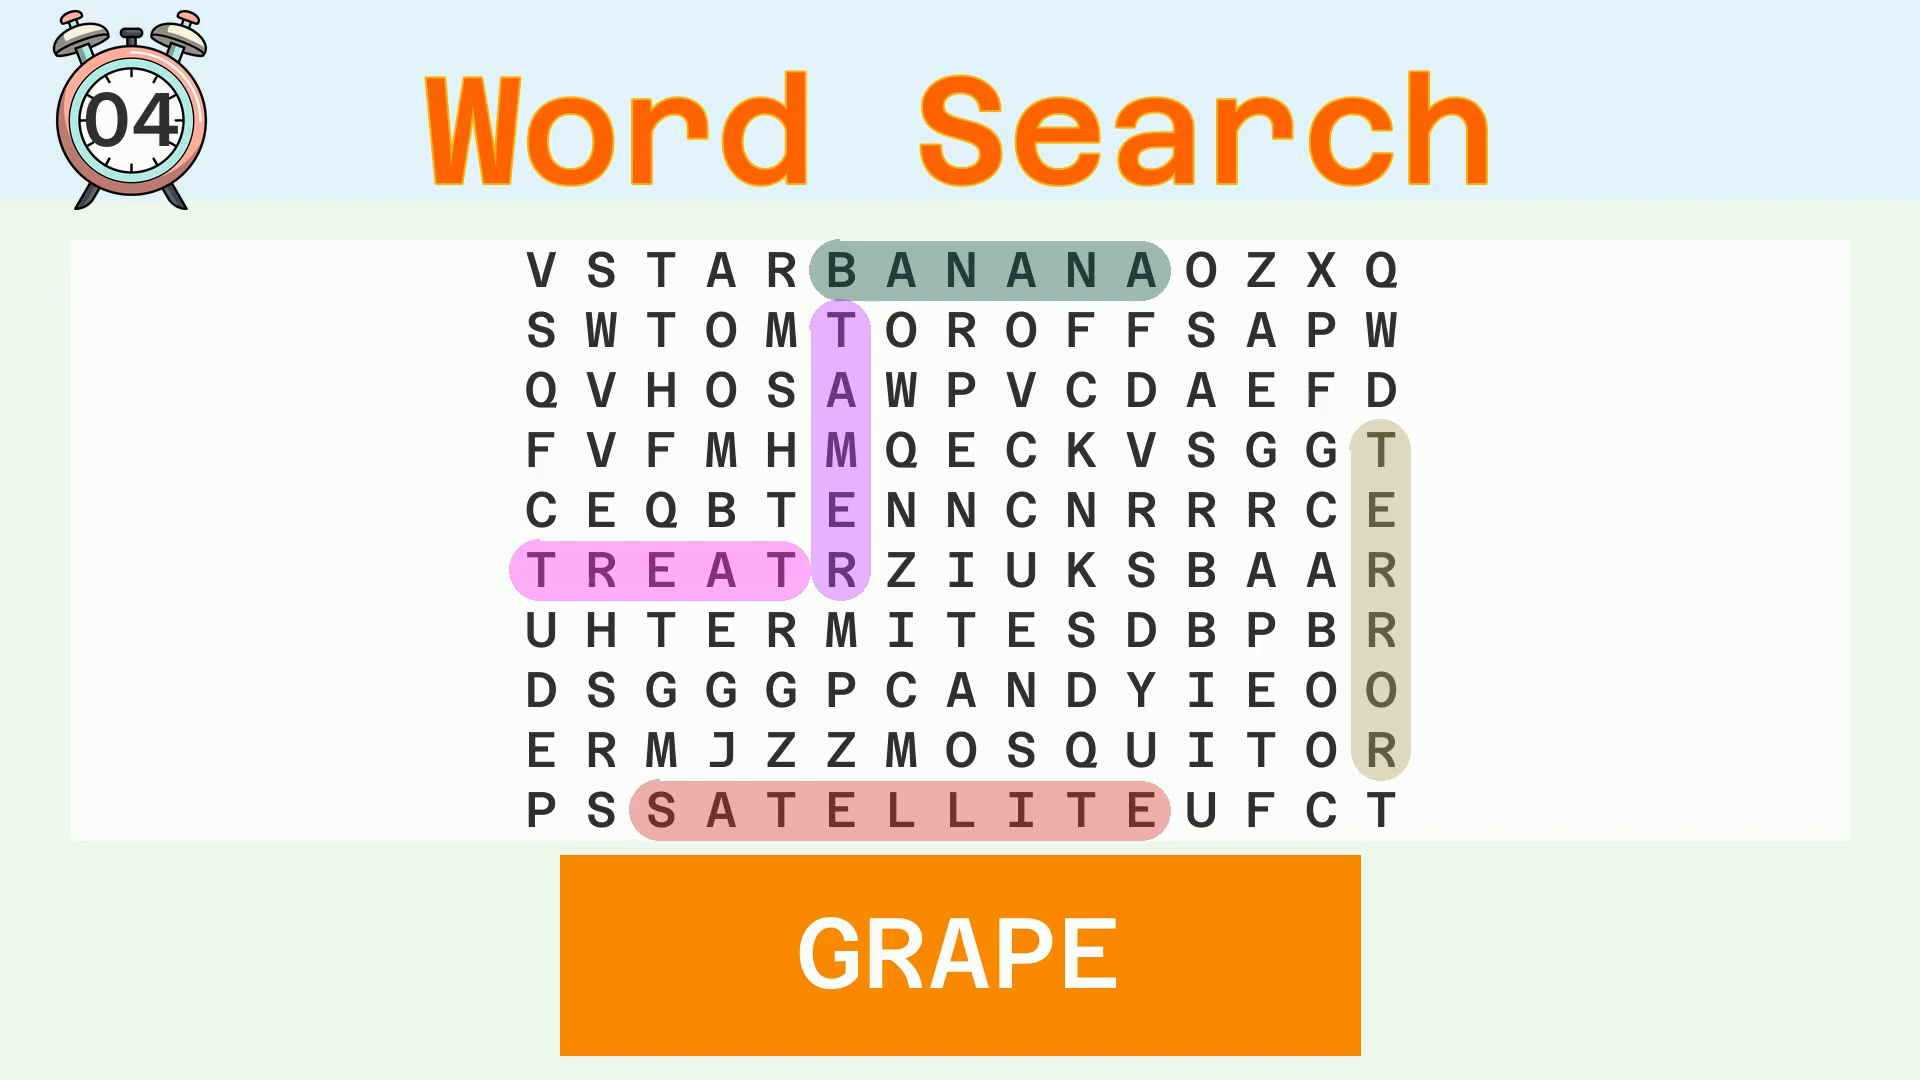 04
Word Search
V S T A R B A N A N A O Z X Q
S W T O M T O R O F F S A P W
Q V H O S A W P V C D A E F D
F V F M H M Q E C K V S G G T
C E Q B T E N N C N R R R C E
T R E A T R Z I U K S B A A R
U H T E R M I T E S D B P B R
D S G G G P C A N D Y I E O O
E R M J Z Z M O S Q U I T O R
P S S A T E L L I T E U F C T
GRAPE